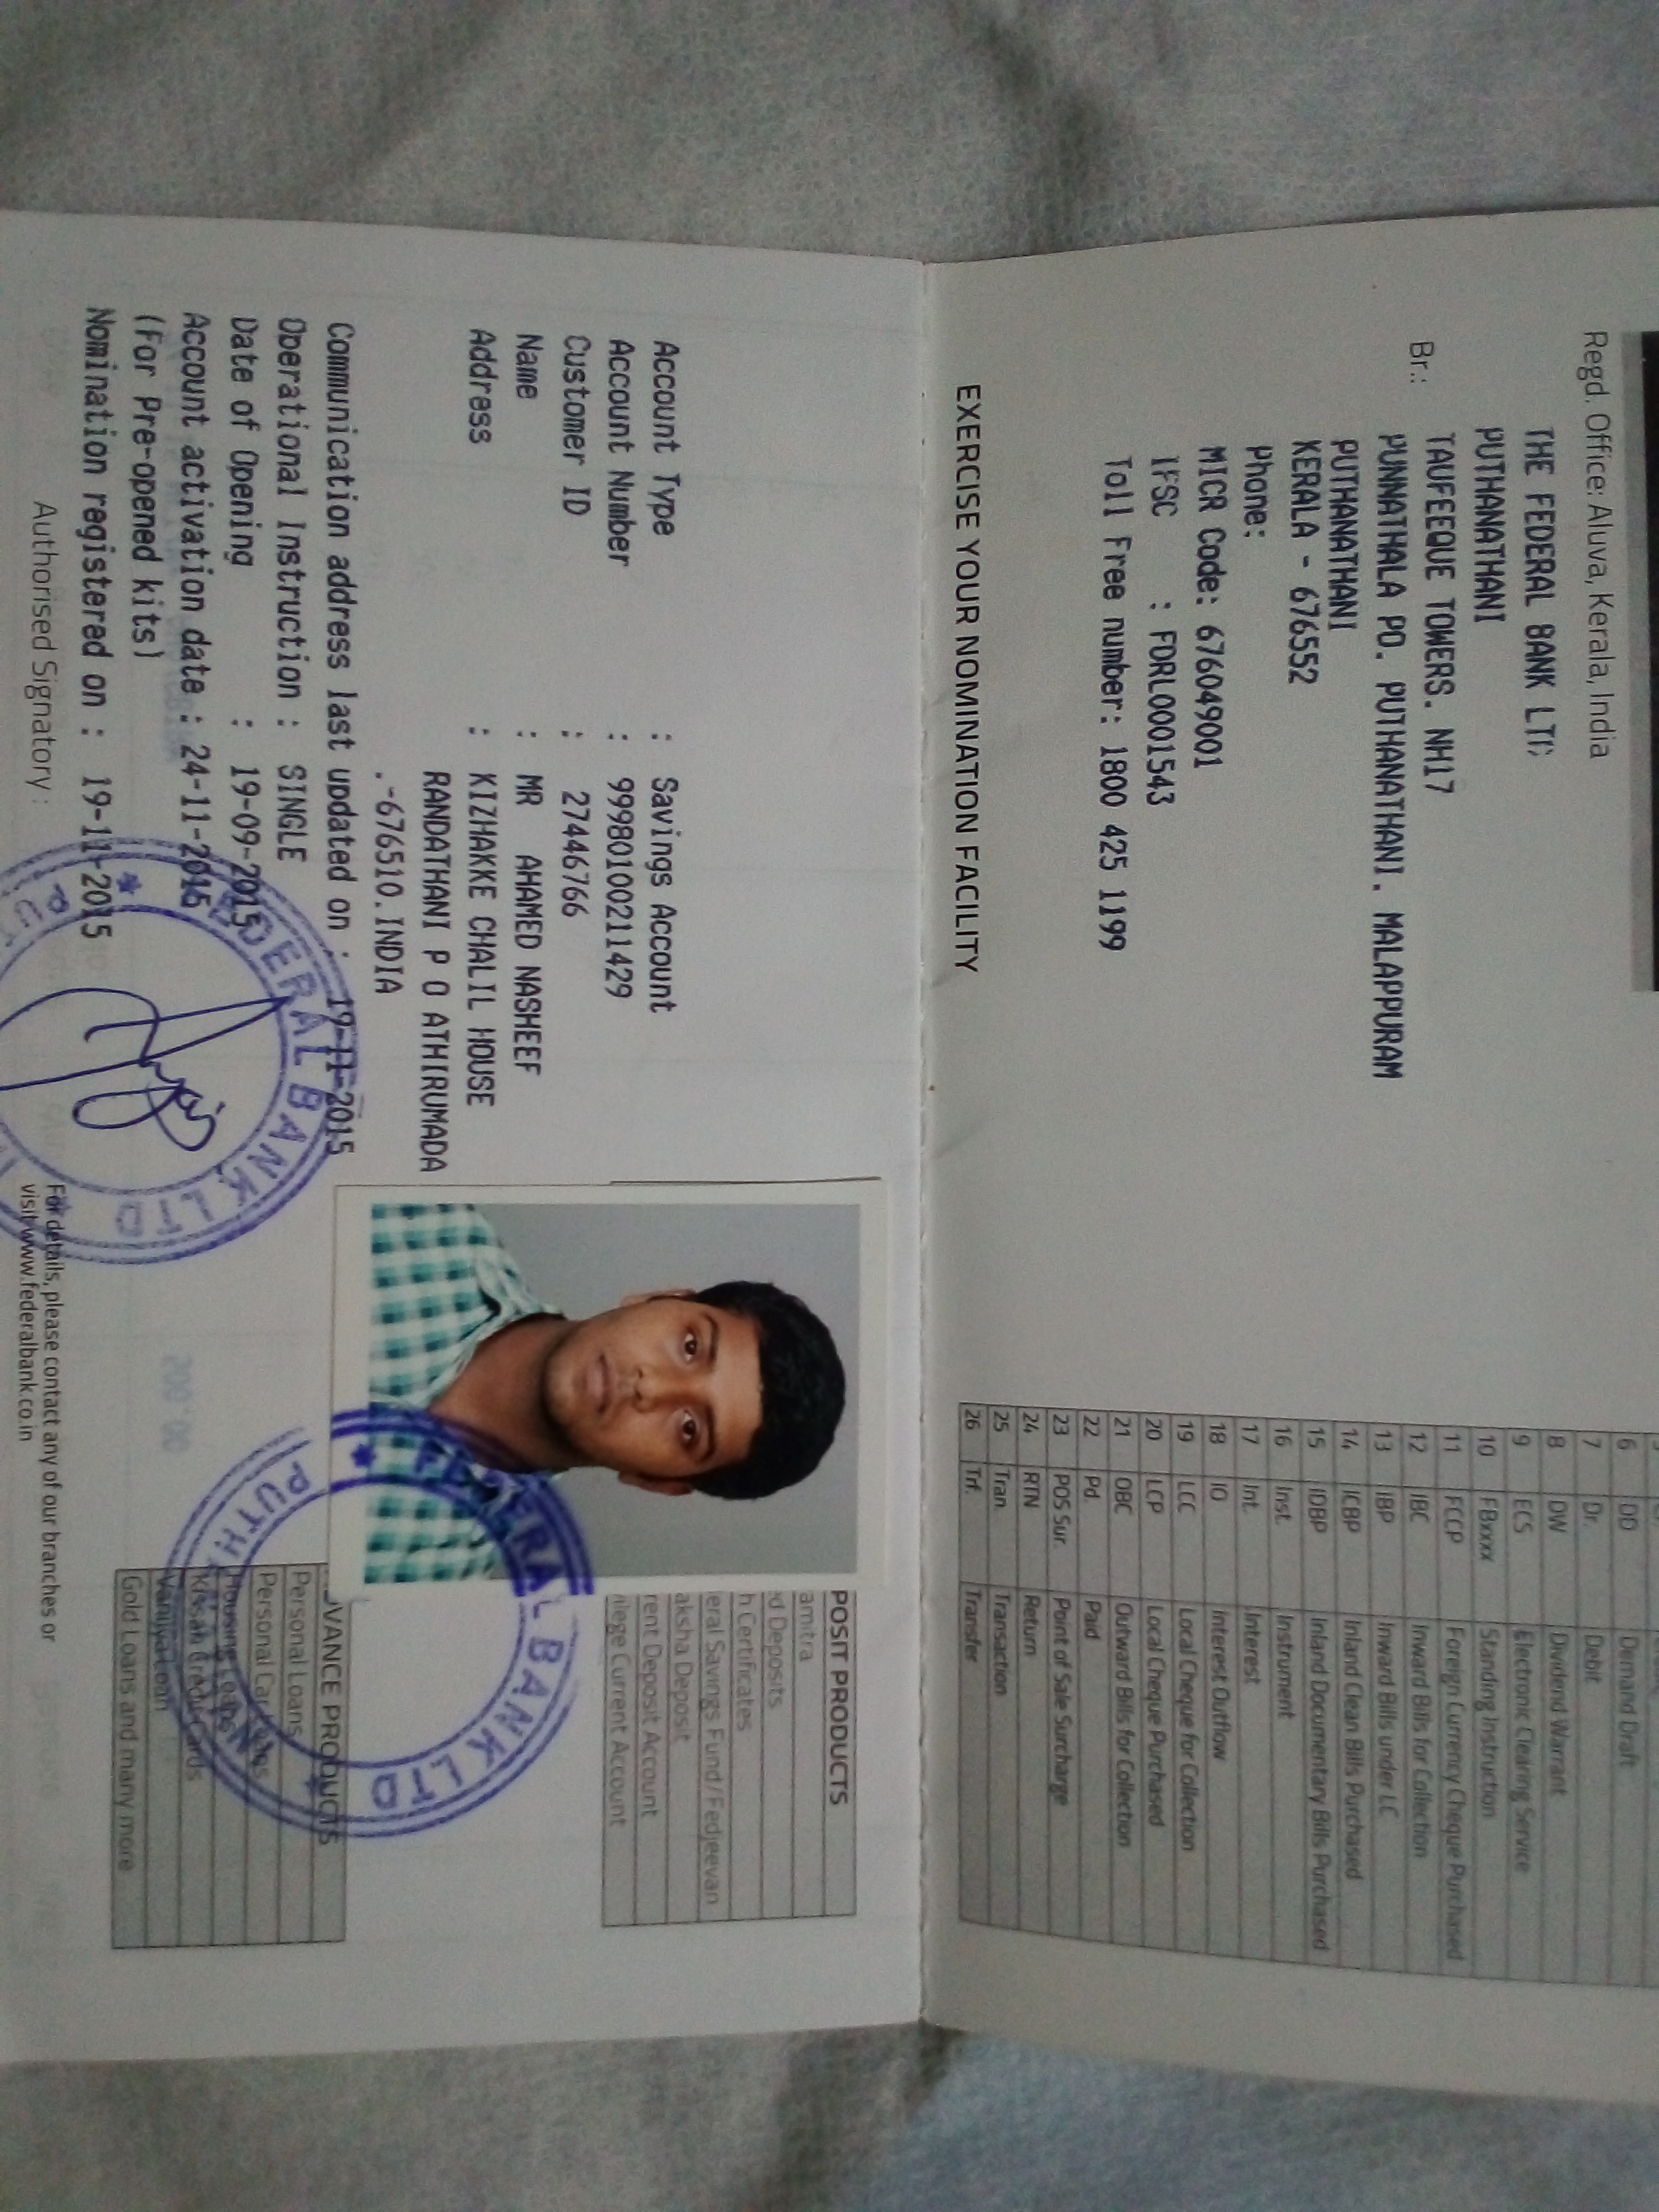 Regd. Office: Aluva, Kerala, India
THE FEDERAL BANK LTD
PUTHANATHANI
Br.: TAUFEEQUE TOWERS. NH17
PUNNATHALA PO. PUTHANATHANI. MALAPPURAM
PUTHANATHANI
KERALA - 676552
Phone:
MICR Code: 676049001
IFSC : FDRL0001543
Toll Free number: 1800 425 1199
EXERCISE YOUR NOMINATION FACILITY
6 DD Demand Draft
7 Dr. Debit
8 DW Dividend Warrant
9 ECS Electronic Clearing Service
10 FBxxxx Standing Instruction
11 FCCP Foreign Currency Cheque Purchased
12 IBC Inward Bills for Collection
13 IBP Inward Bills under LC
14 ICBP Inland Clean Bills Purchased
15 IDBP Inland Documentary Bills Purchased
16 Inst. Instrument
17 Int. Interest
18 IO Interest Outflow
19 LCC Local Cheque for Collection
20 LCP Local Cheque Purchased
21 OBC Outward Bills for Collection
22 Pd. Paid
23 POS Sur. Point of Sale Surcharge
24 RTN Return
25 Tran. Transaction
26 Trf. Transfer
Account Type : Savings Account
Account Number : 99980100211429
Customer ID : 27446766
Name : MR AHAMED NASHEEF
Address : KIZHAKKE CHALIL HOUSE
RANDATHANI P O ATHIRUMADA
.-676510.INDIA
Communication address last updated on : 19-11-2015
Operational Instruction : SINGLE
Date of Opening : 19-09-2015
Account activation date : 24-11-2015
(For Pre-opened kits)
Nomination registered on : 19-11-2015
Authorised Signatory :
FEDERAL BANK LTD
POSIT PRODUCTS
amitra
d Deposits
h Certificates
eral Savings Fund / Fedjeevan
aksha Deposit
rent Deposit Account
ilege Current Account
VANCE PRODUCTS
Personal Loans
Personal Car Loans
Housing Loans
Kissan Credit Cards
Vaniya Loan
Gold Loans and many more
FEDERAL BANK LTD
PUTH
200.00
For details, please contact any of our branches or
visit www.federalbank.co.in